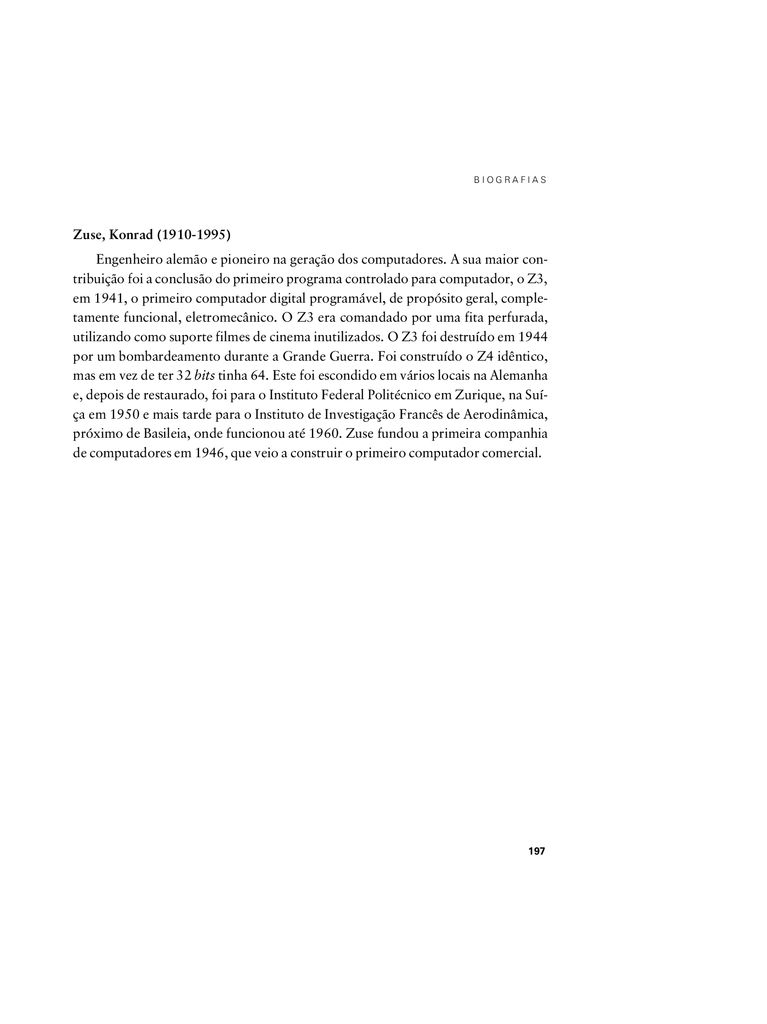 BIOGRAFIAS
Zuse, Konrad (1910-1995)
Engenheiro alemão e pioneiro na geração dos computadores. A sua maior con-
tribuição foi a conclusão do primeiro programa controlado para computador, o Z3,
em 1941, o primeiro computador digital programável, de propósito geral, comple-
tamente funcional, eletromecânico. O Z3 era comandado por uma fita perfurada,
utilizando como suporte filmes de cinema inutilizados. O Z3 foi destruído em 1944
por um bombardeamento durante a Grande Guerra. Foi construído o Z4 idêntico,
mas em vez de ter 32 bits tinha 64. Este foi escondido em vários locais na Alemanha
e, depois de restaurado, foi para o Instituto Federal Politécnico em Zurique, na Suí-
ça em 1950 e mais tarde para o Instituto de Investigação Francês de Aerodinâmica,
próximo de Basileia, onde funcionou até 1960. Zuse fundou a primeira companhia
de computadores em 1946, que veio a construir o primeiro computador comercial.
197